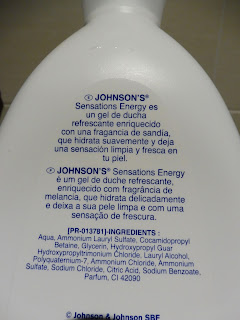 ® JOHNSON'S®
Sensations Energy es
un gel de ducha
refrescante enriquecido
con una fragancia de sandía,
que hidrata suavemente y deja
una sensación limpia y fresca en
tu piel.
® JOHNSON'S® Sensations Energy
é um gel de duche refrescante,
enriquecido com fragrância de
melancia, que hidrata delicadamente
e deixa a sua pele limpa e com uma
sensação de frescura.
[PR-013781]-INGREDIENTS :
Aqua, Ammonium Lauryl Sulfate, Cocamidopropyl
Betaine, Glycerin, Hydroxypropyl Guar
Hydroxypropyltrimonium Chloride, Lauryl Alcohol,
Polyquaternium-7, Ammonium Chloride, Ammonium
Sulfate, Sodium Chloride, Citric Acid, Sodium Benzoate,
Parfum, CI 42090
© Johnson & Johnson SBF